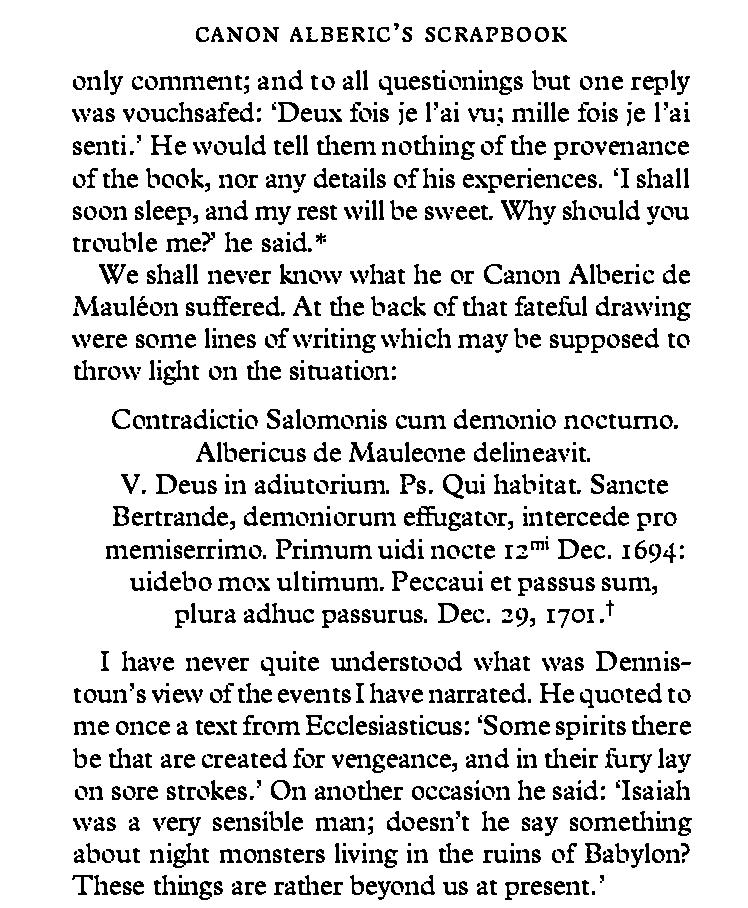 CANON ALBERIC'S SCRAPBOOK
only comment; and to all questionings but one reply
was vouchsafed: ‘Deux fois je l’ai vu; mille fois je l’ai
senti.’ He would tell them nothing of the provenance
of the book, nor any details of his experiences. ‘I shall
soon sleep, and my rest will be sweet. Why should you
trouble me?’ he said.*
We shall never know what he or Canon Alberic de
Mauléon suffered. At the back of that fateful drawing
were some lines of writing which may be supposed to
throw light on the situation:
Contradictio Salomonis cum demonio nocturno.
Albericus de Mauleone delineavit.
V. Deus in adiutorium. Ps. Qui habitat. Sancte
Bertrande, demoniorum effugator, intercede pro
me miserrimo. Primum uidi nocte 12mi Dec. 1694:
uidebo mox ultimum. Peccaui et passus sum,
plura adhuc passurus. Dec. 29, 1701.†
I have never quite understood what was Dennis-
toun’s view of the events I have narrated. He quoted to
me once a text from Ecclesiasticus: ‘Some spirits there
be that are created for vengeance, and in their fury lay
on sore strokes.’ On another occasion he said: ‘Isaiah
was a very sensible man; doesn’t he say something
about night monsters living in the ruins of Babylon?
These things are rather beyond us at present.’